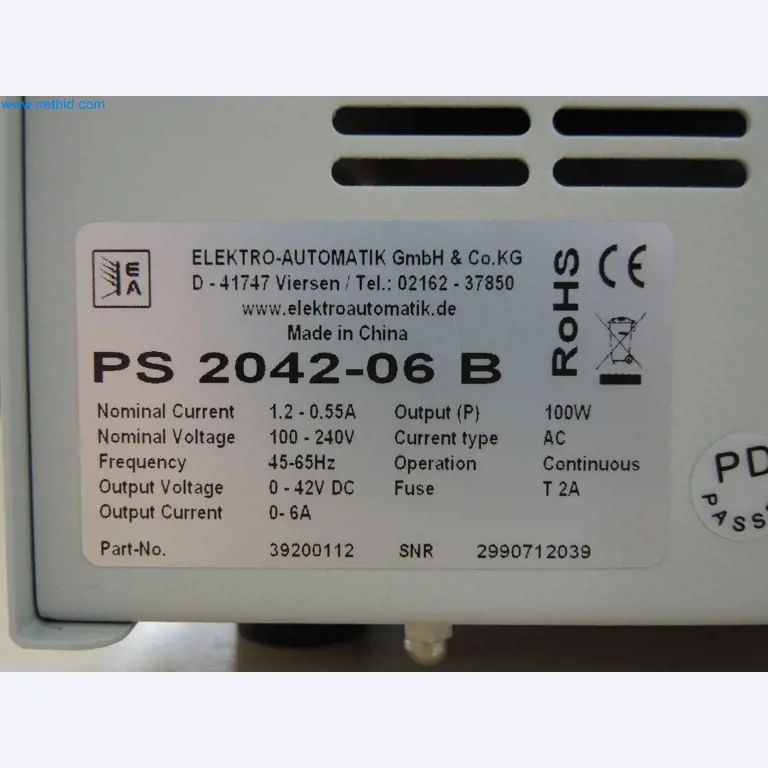 www.netbid.com
EA
ELEKTRO-AUTOMATIK GmbH & Co.KG
D - 41747 Viersen / Tel.: 02162 - 37850
www.elektroautomatik.de
Made in China
RoHS
CE
PS 2042-06 B
Nominal Current 1.2 - 0.55A Output (P) 100W
Nominal Voltage 100 - 240V Current type AC
Frequency 45-65Hz Operation Continuous
Output Voltage 0 - 42V DC Fuse T 2A
Output Current 0- 6A
Part-No. 39200112 SNR 2990712039
PD
PASS